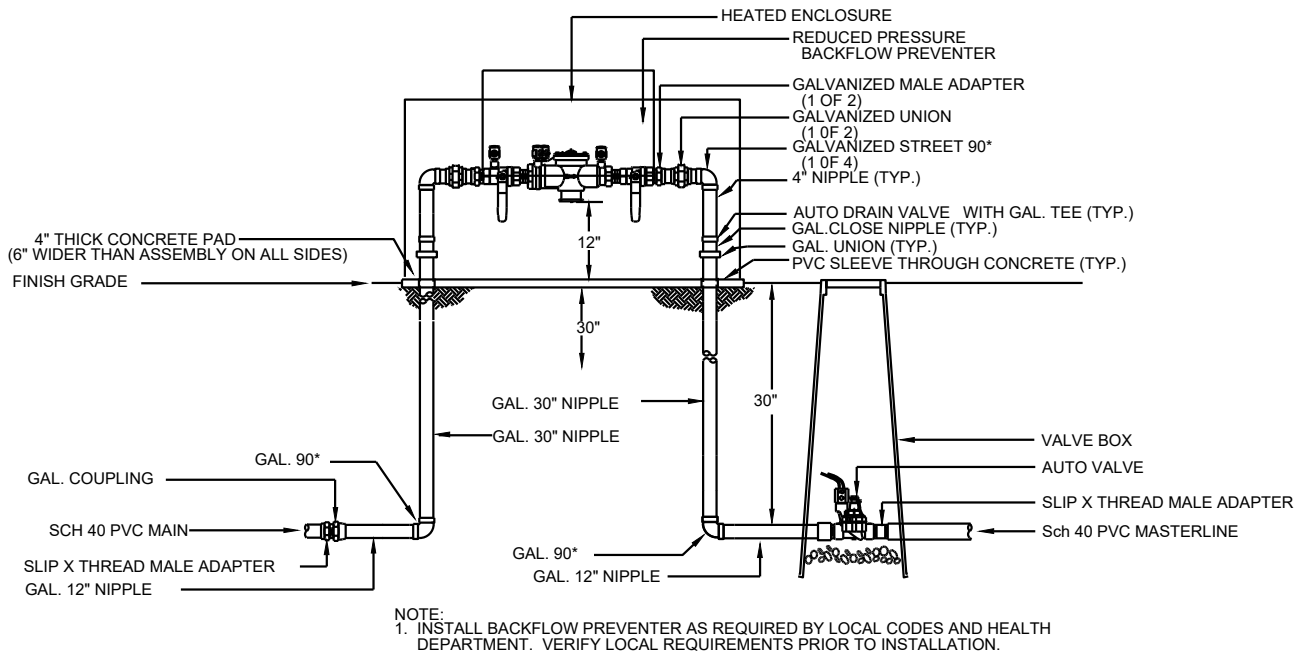 HEATED ENCLOSURE
REDUCED PRESSURE
BACKFLOW PREVENTER
GALVANIZED MALE ADAPTER
(1 OF 2)
GALVANIZED UNION
(1 0F 2)
GALVANIZED STREET 90*
(1 0F 4)
4" NIPPLE (TYP.)
AUTO DRAIN VALVE WITH GAL. TEE (TYP.)
GAL.CLOSE NIPPLE (TYP.)
GAL. UNION (TYP.)
PVC SLEEVE THROUGH CONCRETE (TYP.)
4" THICK CONCRETE PAD
(6" WIDER THAN ASSEMBLY ON ALL SIDES)
FINISH GRADE
12"
30"
30"
GAL. 30" NIPPLE
GAL. 30" NIPPLE
GAL. 90*
GAL. COUPLING
SCH 40 PVC MAIN
SLIP X THREAD MALE ADAPTER
GAL. 12" NIPPLE
GAL. 90*
GAL. 12" NIPPLE
VALVE BOX
AUTO VALVE
SLIP X THREAD MALE ADAPTER
Sch 40 PVC MASTERLINE
NOTE:
1. INSTALL BACKFLOW PREVENTER AS REQUIRED BY LOCAL CODES AND HEALTH
DEPARTMENT. VERIFY LOCAL REQUIREMENTS PRIOR TO INSTALLATION.